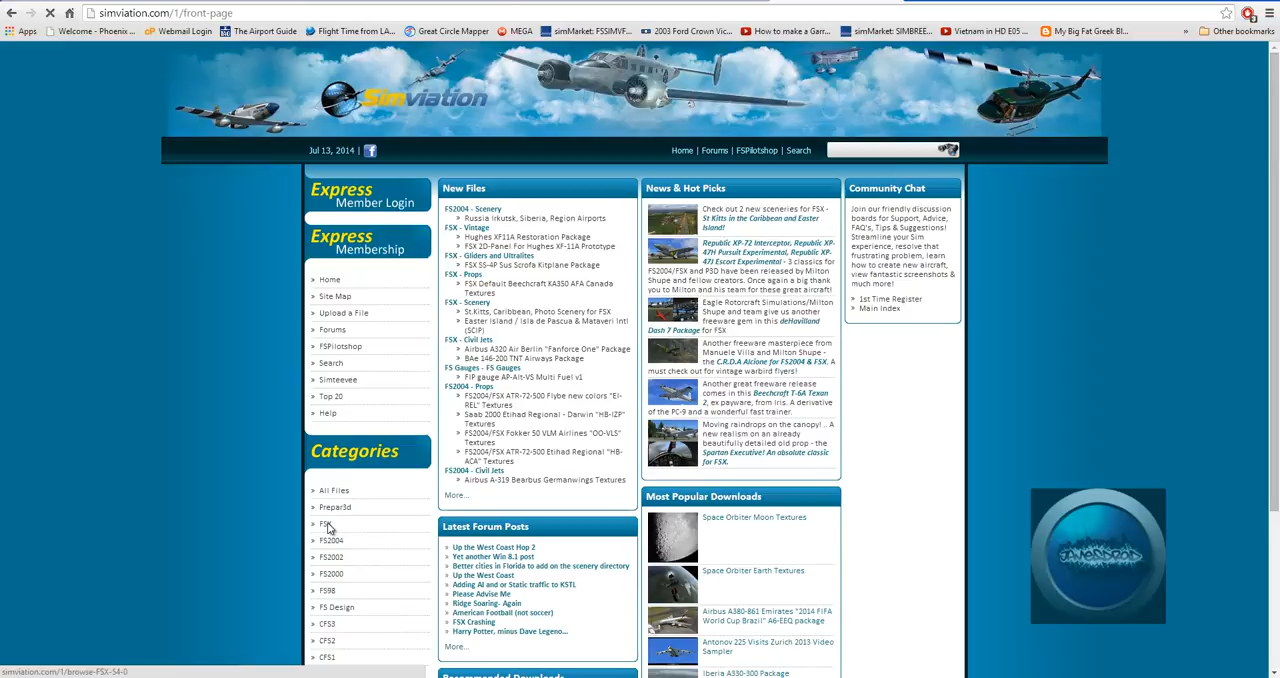 simviation.com/1/front-page
Apps
Welcome - Phoenix ...
Webmail Login
The Airport Guide
Flight Time from LA...
Great Circle Mapper
MEGA
simMarket: FSSIMVF...
2003 Ford Crown Vic...
How to make a Garr...
simMarket: SIMBREE...
Vietnam in HD E05 ...
My Big Fat Greek Bl...
»
Other bookmarks
Simviation
Jul 13, 2014 |
Home | Forums | FSPilotshop | Search
Express
Member Login
Express
Membership
» Home
» Site Map
» Upload a File
» Forums
» FSPilotshop
» Search
» Simteevee
» Top 20
» Help
Categories
» All Files
» Prepar3d
» FSX
» FS2004
» FS2002
» FS2000
» FS98
» FS Design
» CFS3
» CFS2
» CFS1
New Files
FS2004 - Scenery
» Russia Irkutsk, Siberia, Region Airports
FSX - Vintage
» Hughes XF11A Restoration Package
» FSX 2D-Panel For Hughes XF-11A Prototype
FSX - Gliders and Ultralites
» FSX SS-4P Sus Scrofa Kitplane Package
FSX - Props
» FSX Default Beechcraft KA350 AFA Canada
Textures
FSX - Scenery
» St.Kitts, Caribbean, Photo Scenery for FSX
» Easter Island / Isla de Pascua & Mataveri Intl
(SCIP)
FSX - Civil Jets
» Airbus A320 Air Berlin "Fanforce One" Package
» BAe 146-200 TNT Airways Package
FS Gauges - FS Gauges
» FIP gauge AP-Alt-VS Multi Fuel v1
FS2004 - Props
» FS2004/FSX ATR-72-500 Flybe new colors "EI-
REL" Textures
» Saab 2000 Etihad Regional - Darwin "HB-IZP"
Textures
» FS2004/FSX Fokker 50 VLM Airlines "OO-VLS"
Textures
» FS2004/FSX ATR-72-500 Etihad Regional "HB-
ACA" Textures
FS2004 - Civil Jets
» Airbus A-319 Bearbus Germanwings Textures
More...
Latest Forum Posts
» Up the West Coast Hop 2
» Yet another Win 8.1 post
» Better cities in Florida to add on the scenery directory
» Up the West Coast
» Adding AI and or Static traffic to KSTL
» Please Advise Me
» Ridge Soaring- Again
» American Football (not soccer)
» FSX Crashing
» Harry Potter, minus Dave Legeno...
More...
Recommended Downloads
News & Hot Picks
Check out 2 new sceneries for FSX -
St Kitts in the Caribbean and Easter
Island!
Republic XP-72 Interceptor, Republic XP-
47H Pursuit Experimental, Republic XP-
47J Escort Experimental - 3 classics for
FS2004/FSX and P3D have been released by Milton
Shupe and fellow creators. Once again a big thank
you to Milton and his team for these great aircraft!
Eagle Rotorcraft Simulations/Milton
Shupe and team give us another
freeware gem in this deHavilland
Dash 7 Package for FSX
Another freeware masterpiece from
Manuele Villa and Milton Shupe -
the C.R.D.A Alcione for FS2004 & FSX. A
must check out for vintage warbird flyers!
Another great freeware release
comes in this Beechcraft T-6A Texan
2, ex payware, from Iris. A derivative
of the PC-9 and a wonderful fast trainer.
Moving raindrops on the canopy! .. A
new realism on an already
beautifully detailed old prop - the
Spartan Executive! An absolute classic
for FSX.
Most Popular Downloads
Space Orbiter Moon Textures
Space Orbiter Earth Textures
Airbus A380-861 Emirates "2014 FIFA
World Cup Brazil" A6-EEQ package
Antonov 225 Visits Zurich 2013 Video
Sampler
Iberia A330-300 Package
Community Chat
Join our friendly discussion
boards for Support, Advice,
FAQ's, Tips & Suggestions!
Streamline your Sim
experience, resolve that
frustrating problem, learn
how to create new aircraft,
view fantastic screenshots &
much more!
» 1st Time Register
» Main Index
simviation.com/1/browse-FSX-54-0